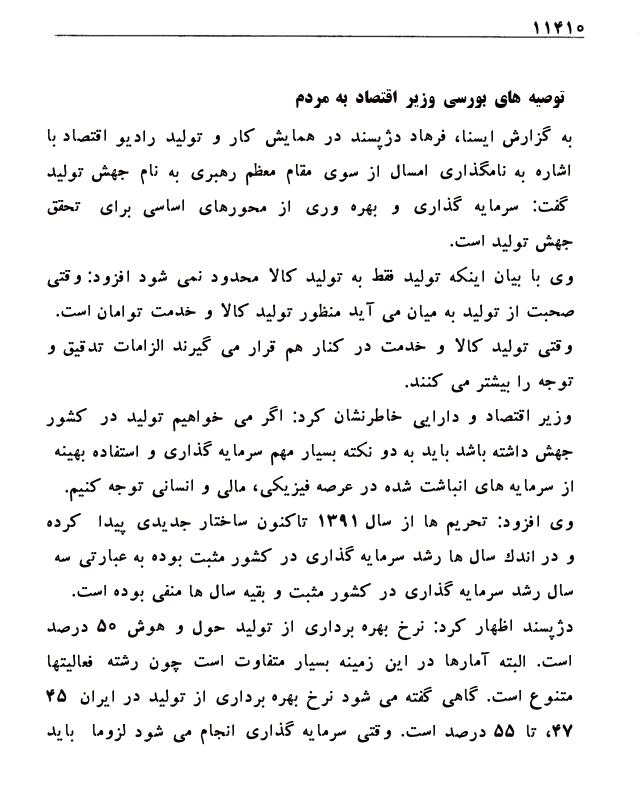 ۱۱۴۱۰
توصیه های بورسی وزیر اقتصاد به مردم
به گزارش ایسنا، فرهاد دژپسند در همایش کار و تولید رادیو اقتصاد با
اشاره به نامگذاری امسال از سوی مقام معظم رهبری به نام جهش تولید
گفت: سرمایه گذاری و بهره وری از محورهای اساسی برای تحقق
جهش تولید است.
وی با بیان اینکه تولید فقط به تولید کالا محدود نمی شود افزود: وقتی
صحبت از تولید به میان می آید منظور تولید کالا و خدمت توامان است.
وقتی تولید کالا و خدمت در کنار هم قرار می گیرند الزامات تدقیق و
توجه را بیشتر می کنند.
وزیر اقتصاد و دارایی خاطرنشان کرد: اگر می خواهیم تولید در کشور
جهش داشته باشد باید به دو نکته بسیار مهم سرمایه گذاری و استفاده بهینه
از سرمایه های انباشت شده در عرصه فیزیکی، مالی و انسانی توجه کنیم.
وی افزود: تحریم ها از سال ۱۳۹۱ تاکنون ساختار جدیدی پیدا کرده
و در اندك سال ها رشد سرمایه گذاری در کشور مثبت بوده به عبارتی سه
سال رشد سرمایه گذاری در کشور مثبت و بقیه سال ها منفی بوده است.
دژپسند اظهار کرد: نرخ بهره برداری از تولید حول و هوش ۵۰ درصد
است. البته آمارها در این زمینه بسیار متفاوت است چون رشته فعالیتها
متنوع است. گاهی گفته می شود نرخ بهره برداری از تولید در ایران ۴۵
۴۷، تا ۵۵ درصد است. وقتی سرمایه گذاری انجام می شود لزوما باید